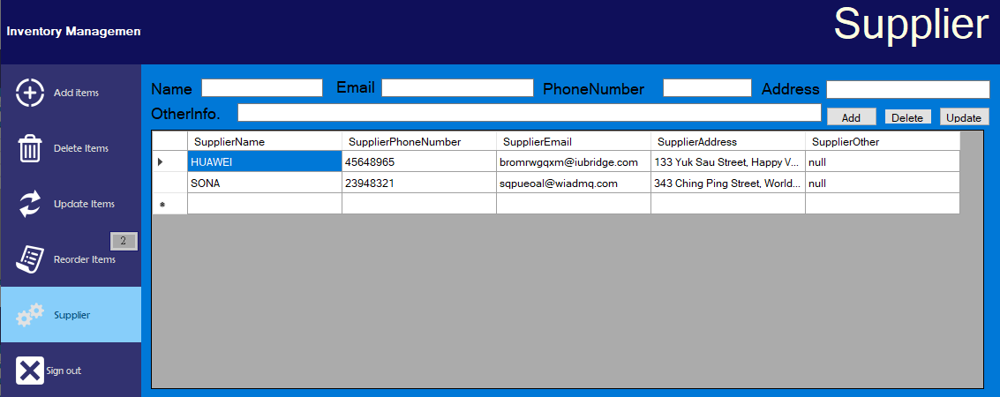 Inventory Managemen
Supplier
Add items
Delete Items
Update Items
2
Reorder Items
Supplier
Sign out
Name Email PhoneNumber Address
OtherInfo. Add Delete Update
SupplierName SupplierPhoneNumber SupplierEmail SupplierAddress SupplierOther
HUAWEI 45648965 bromrwgqxm@iubridge.com 133 Yuk Sau Street, Happy V... null
SONA 23948321 sqpueoal@wiadmq.com 343 Ching Ping Street, World... null